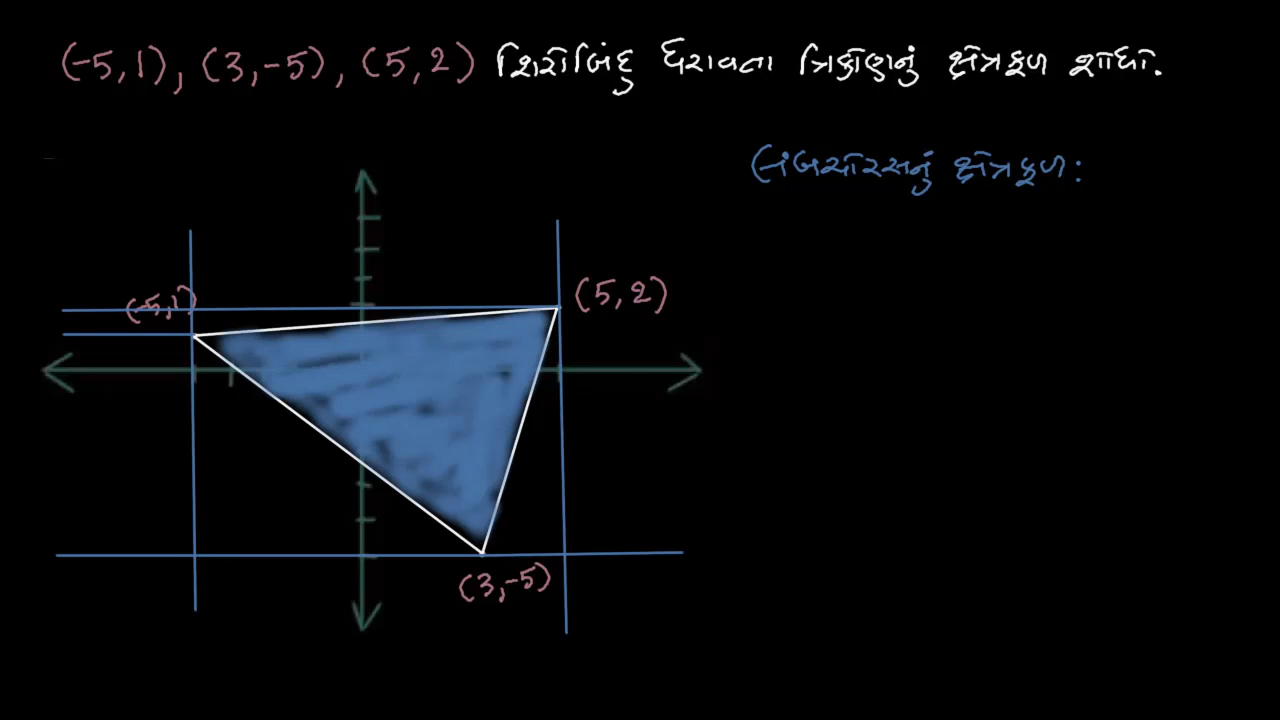 (-5,1), (3,-5), (5,2) શિરોબિંદુ ધરાવતા ત્રિકોણનું ક્ષેત્રફળ શોધો.
લંબચોરસનું ક્ષેત્રફળ:
(-5,1)
(5,2)
(3,-5)